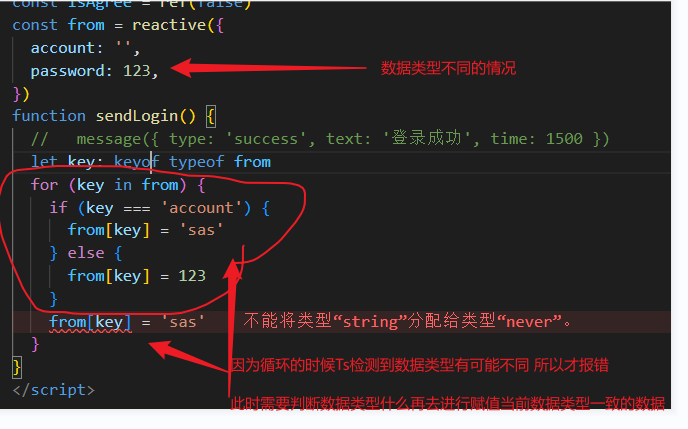 const isAgree = ref(false)
const from = reactive({
account: '',
password: 123,
数据类型不同的情况
})
function sendLogin() {
// message({ type: 'success', text: '登录成功', time: 1500 })
let key: keyof typeof from
for (key in from) {
if (key === 'account') {
from[key] = 'sas'
} else {
from[key] = 123
}
from[key] = 'sas' 不能将类型“string”分配给类型“never”。
}
因为循环的时候Ts检测到数据类型有可能不同 所以才报错
}
</script>
此时需要判断数据类型什么再去进行赋值当前数据类型一致的数据